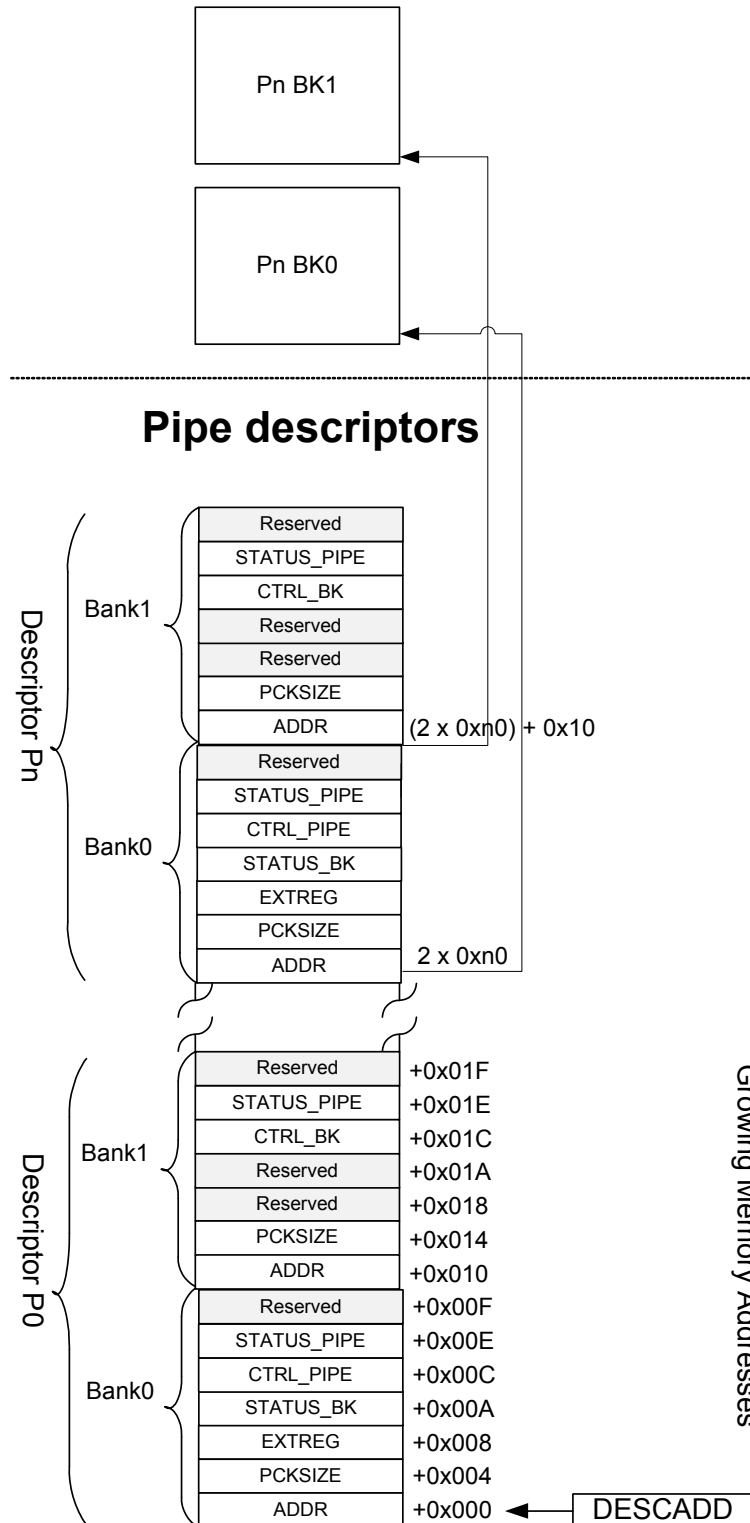 Pn BK1
Pn BK0
Pipe descriptors
Descriptor Pn
Bank1
Reserved
STATUS_PIPE
CTRL_BK
Reserved
Reserved
PCKSIZE
ADDR (2 x 0xn0) + 0x10
Bank0
Reserved
STATUS_PIPE
CTRL_PIPE
STATUS_BK
EXTREG
PCKSIZE
ADDR 2 x 0xn0
Descriptor P0
Bank1
Reserved +0x01F
STATUS_PIPE +0x01E
CTRL_BK +0x01C
Reserved +0x01A
Reserved +0x018
PCKSIZE +0x014
ADDR +0x010
Bank0
Reserved +0x00F
STATUS_PIPE +0x00E
CTRL_PIPE +0x00C
STATUS_BK +0x00A
EXTREG +0x008
PCKSIZE +0x004
ADDR +0x000 DESCADD
Growing Memory Addresses